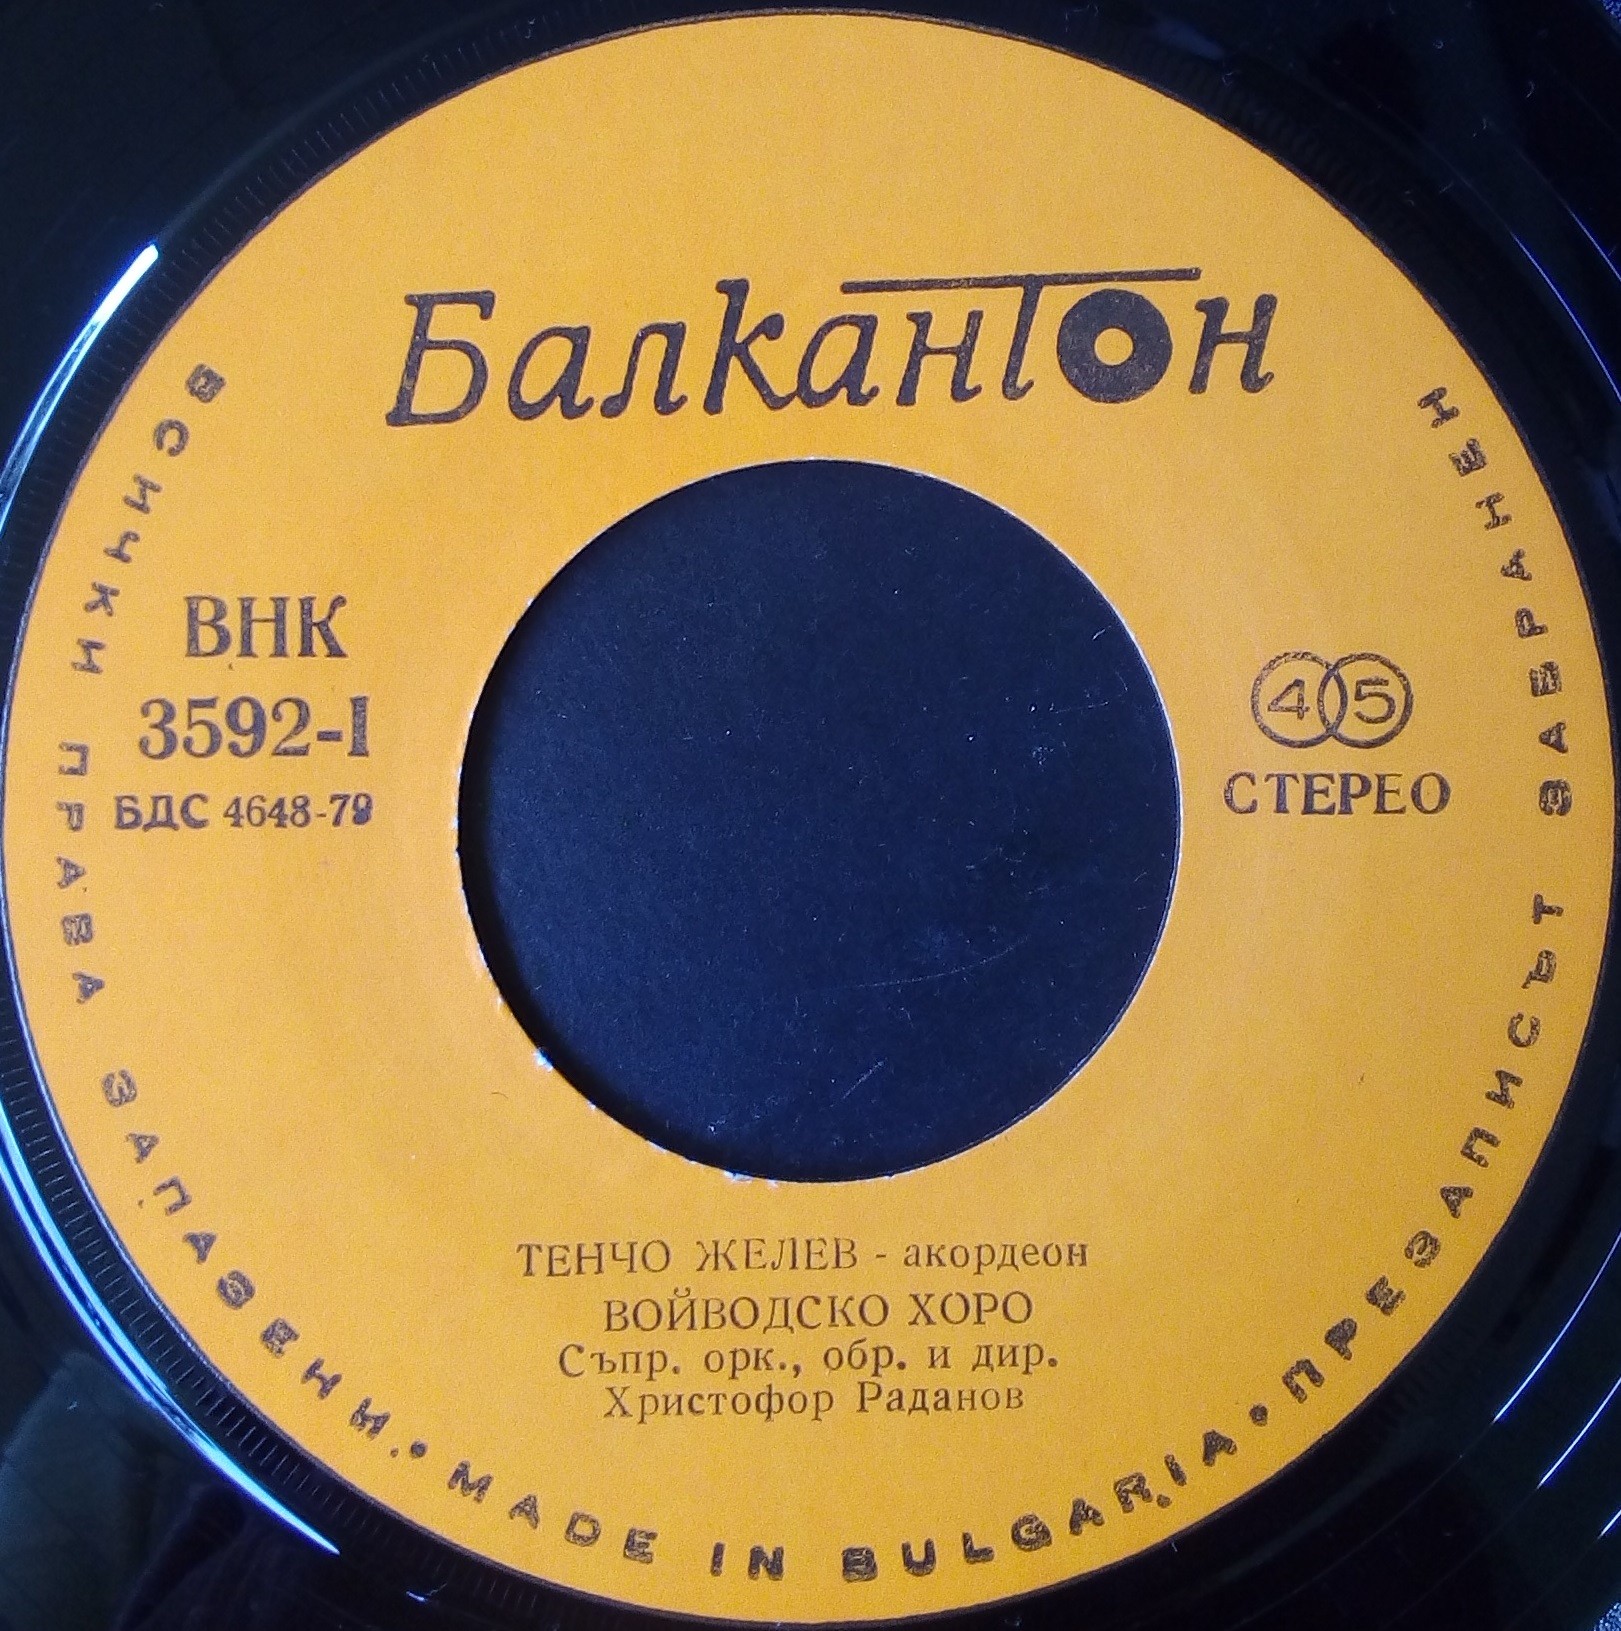 БалканТон
ВНК
3592-1
БДС 4648-79
45
СТЕРЕО
ТЕНЧО ЖЕЛЕВ - акордеон
ВОЙВОДСКО ХОРО
Съпр. орк., обр. и дир.
Христофор Раданов
ВСИЧКИ ПРАВА ЗАПАЗЕНИ. • MADE IN BULGARIA • ПРЕЗАПИСЪТ ЗАБРАНЕН